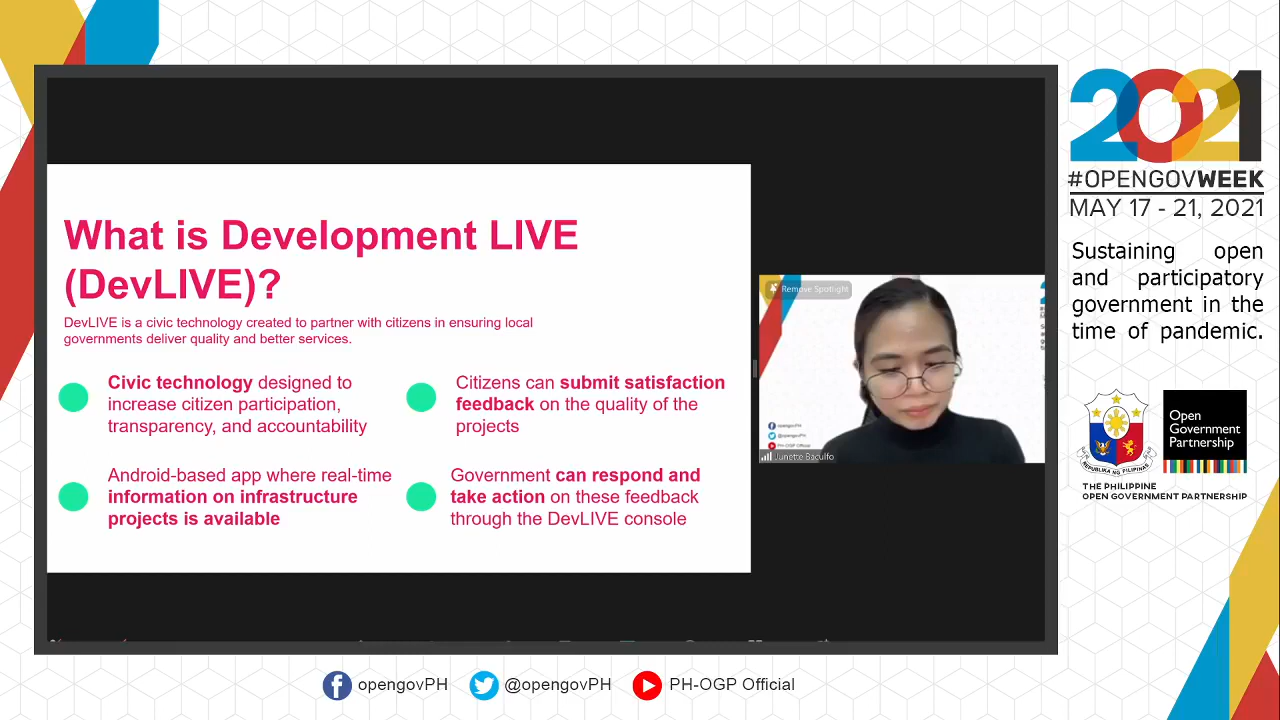 What is Development LIVE
(DevLIVE)?
DevLIVE is a civic technology created to partner with citizens in ensuring local
governments deliver quality and better services.
Civic technology designed to
increase citizen participation,
transparency, and accountability
Citizens can submit satisfaction
feedback on the quality of the
projects
Android-based app where real-time
information on infrastructure
projects is available
Government can respond and
take action on these feedback
through the DevLIVE console
Remove Spotlight
opengovPH
@opengovPH
PH-OGP Official
Junette Baculfo
2021
#OPENGOVWEEK
MAY 17 - 21, 2021
Sustaining open
and participatory
government in the
time of pandemic.
REPUBLIKA NG PILIPINAS
Open
Government
Partnership
THE PHILIPPINE
OPEN GOVERNMENT PARTNERSHIP
opengovPH
@opengovPH
PH-OGP Official